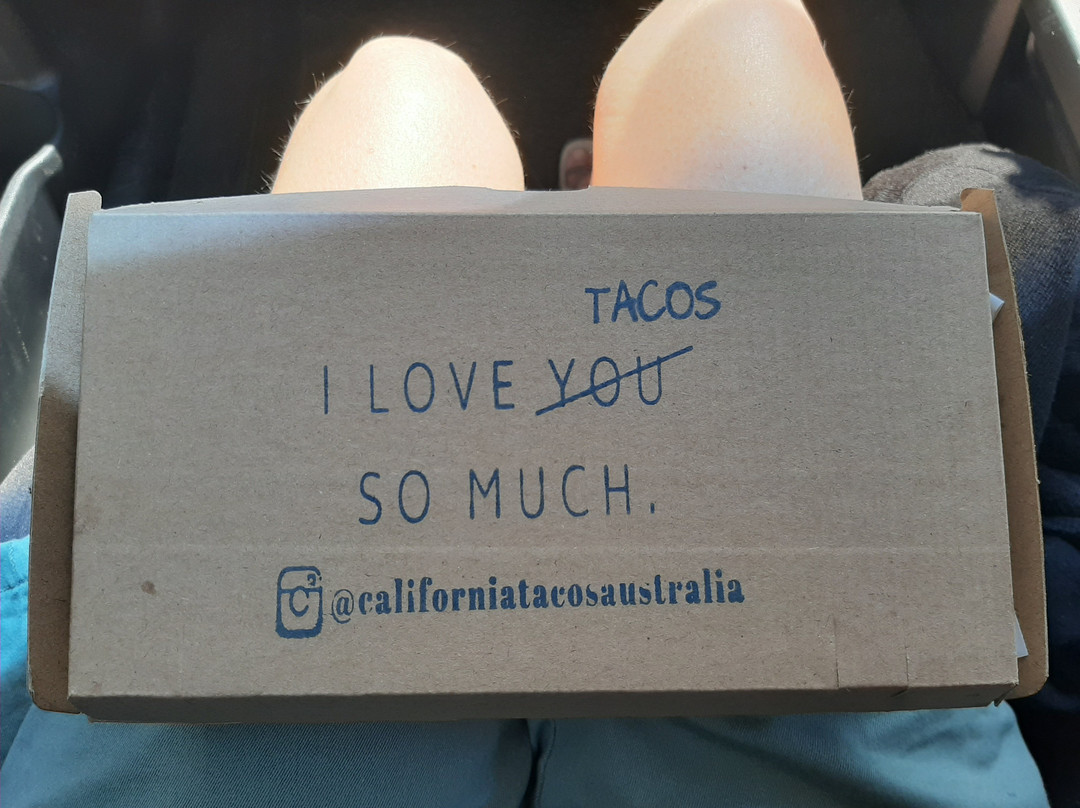 TACOS
I LOVE YOU
SO MUCH.
@californiatacosaustralia